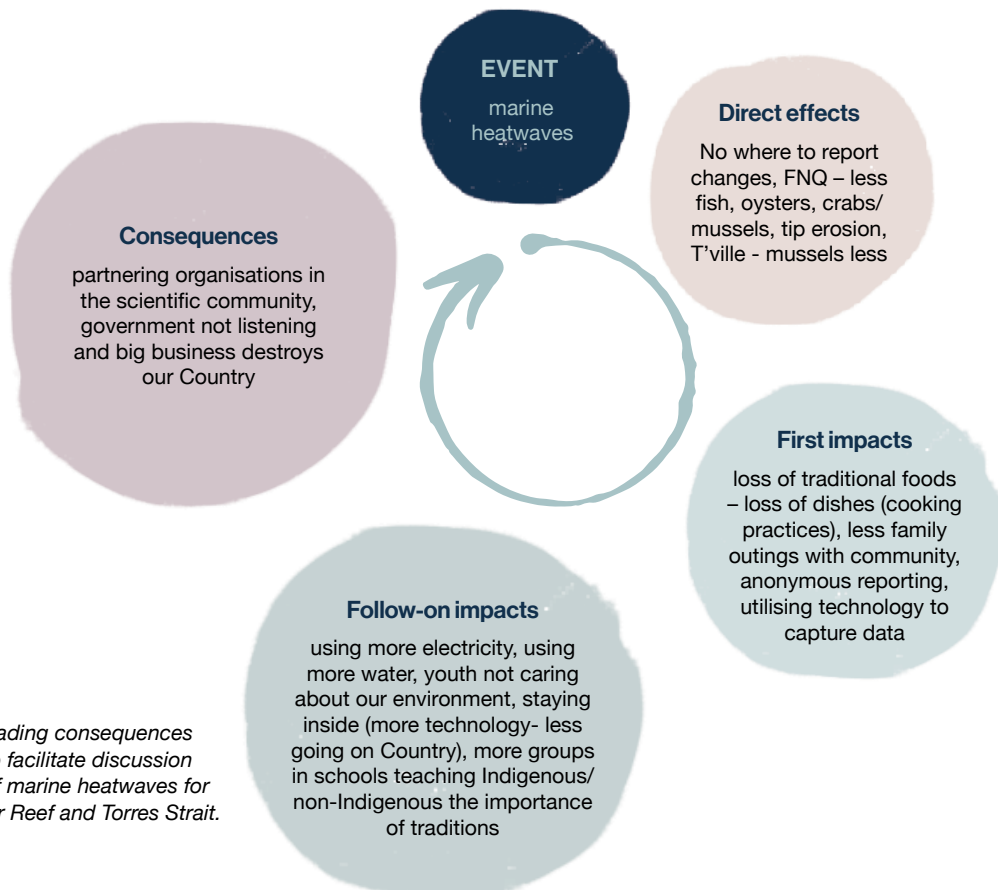 EVENT
marine
heatwaves
Direct effects
No where to report
changes, FNQ – less
fish, oysters, crabs/
mussels, tip erosion,
T’ville - mussels less
First impacts
loss of traditional foods
– loss of dishes (cooking
practices), less family
outings with community,
anonymous reporting,
utilising technology to
capture data
Follow-on impacts
using more electricity, using
more water, youth not caring
about our environment, staying
inside (more technology- less
going on Country), more groups
in schools teaching Indigenous/
non-Indigenous the importance
of traditions
Consequences
partnering organisations in
the scientific community,
government not listening
and big business destroys
our Country
consequences
facilitate discussion
marine heatwaves for
Reef and Torres Strait.